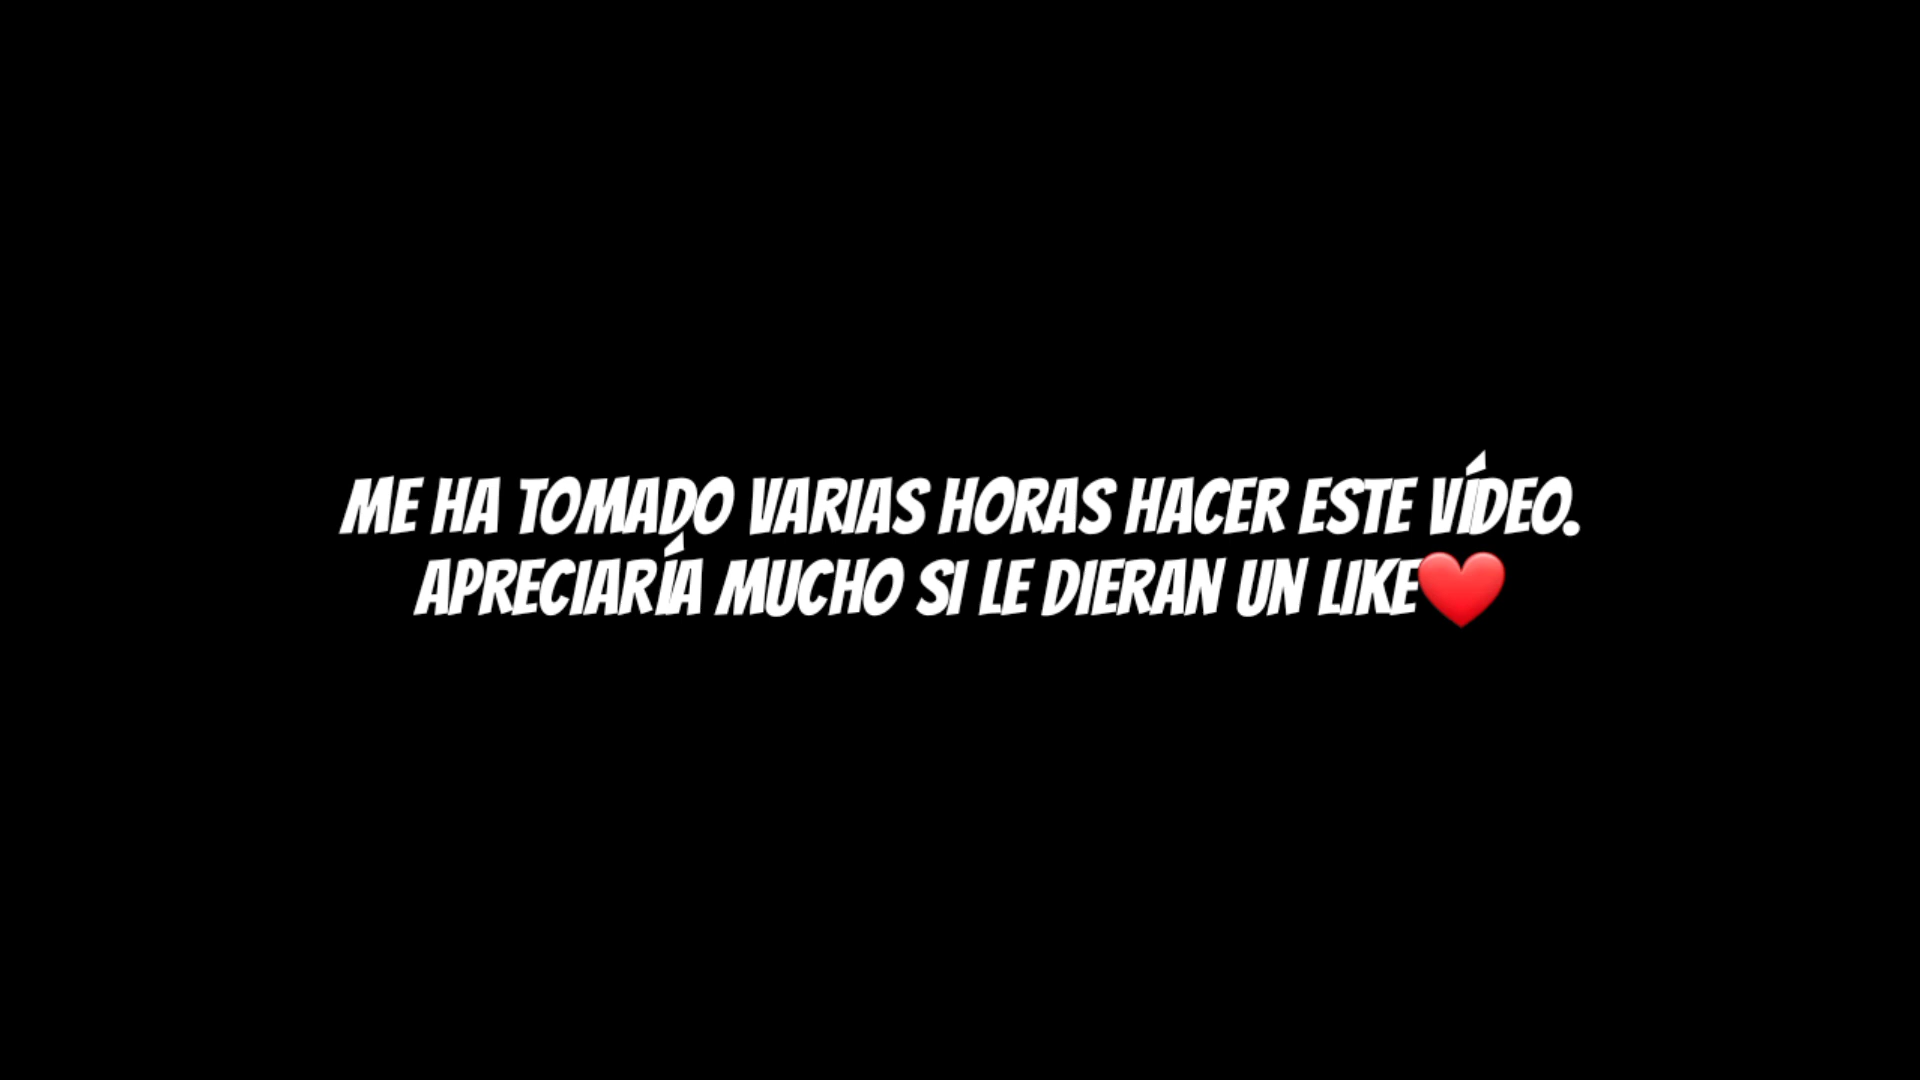 ME HA TOMADO VARIAS HORAS HACER ESTE VÍDEO.
APRECIARÍA MUCHO SI LE DIERAN UN LIKE❤️